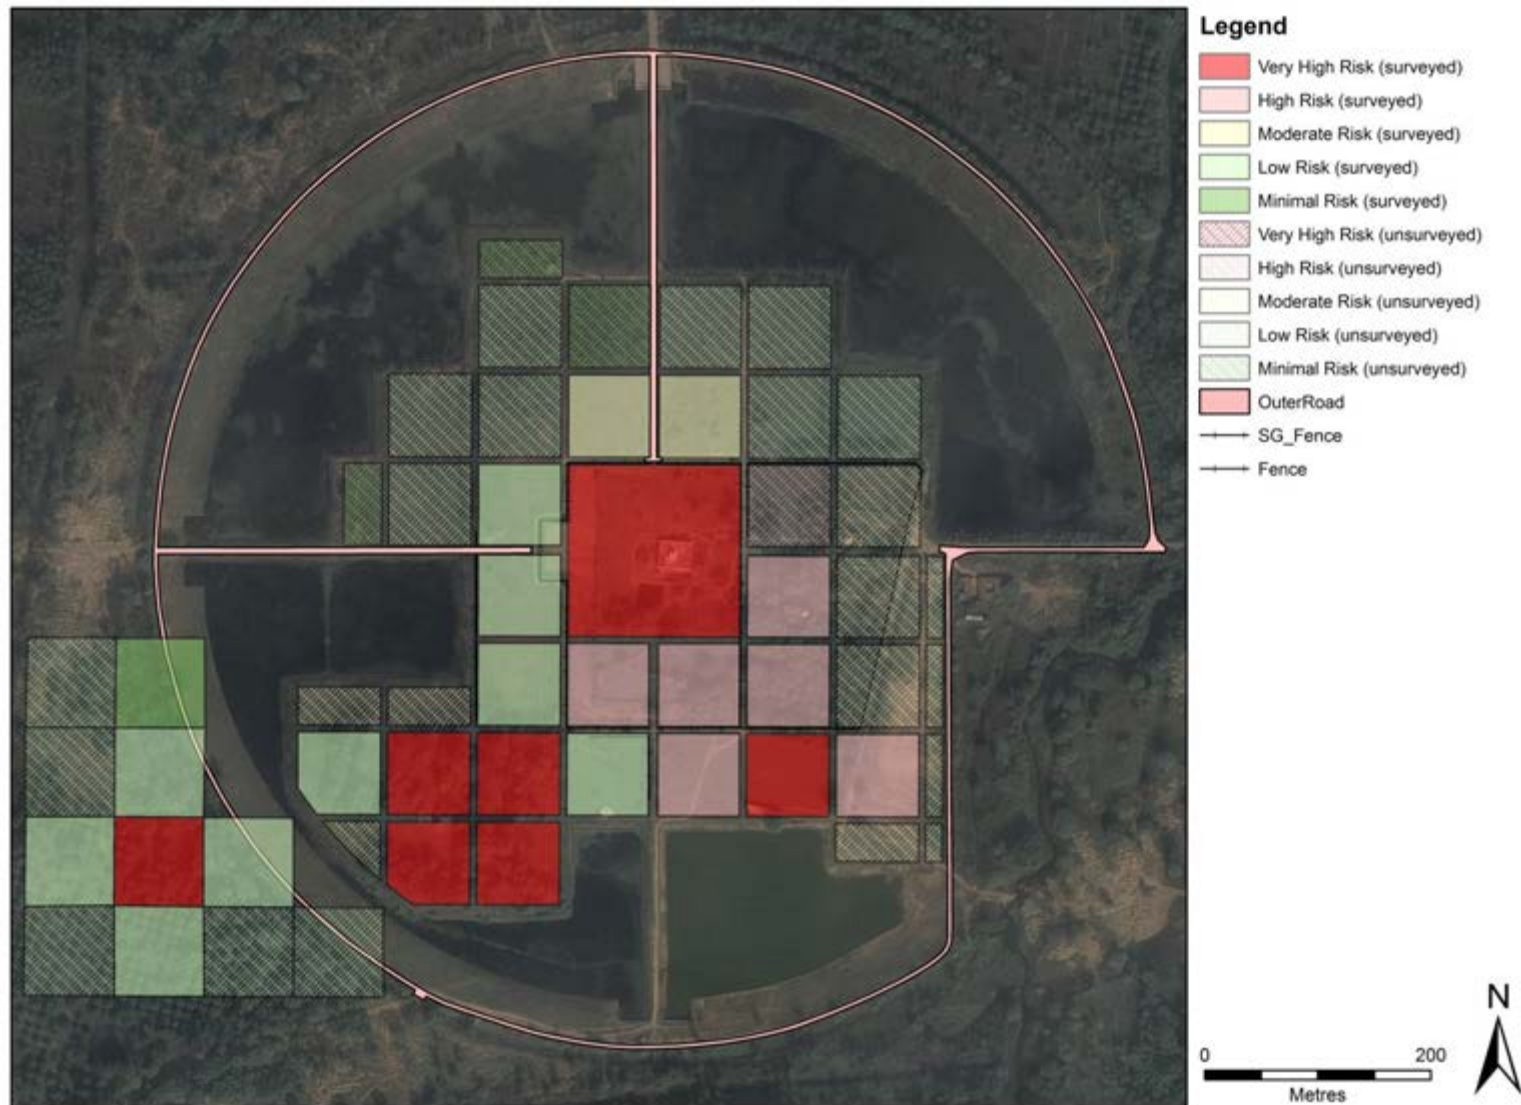 Legend
Very High Risk (surveyed)
High Risk (surveyed)
Moderate Risk (surveyed)
Low Risk (surveyed)
Minimal Risk (surveyed)
Very High Risk (unsurveyed)
High Risk (unsurveyed)
Moderate Risk (unsurveyed)
Low Risk (unsurveyed)
Minimal Risk (unsurveyed)
OuterRoad
SG_Fence
Fence
N
0 200
Metres